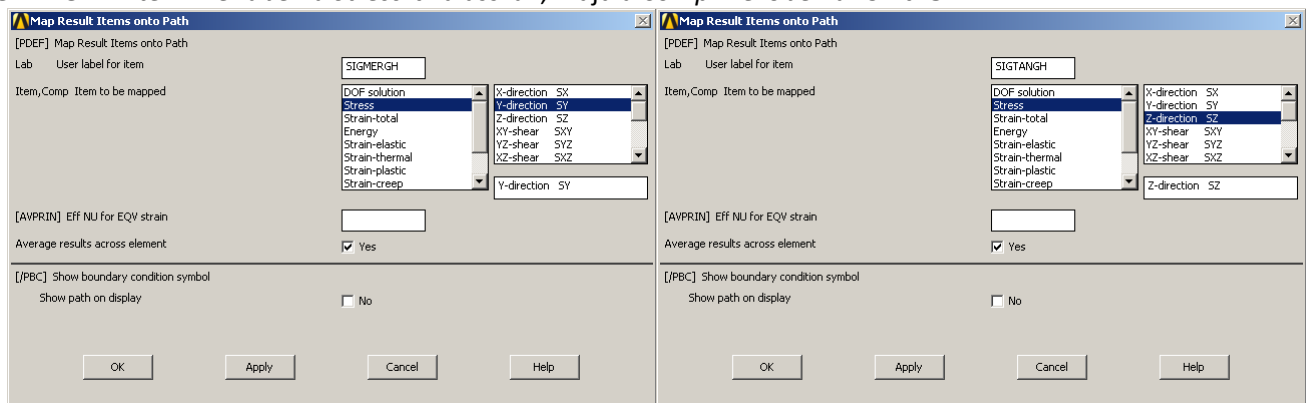 Map Result Items onto Path
[PDEF] Map Result Items onto Path
Lab User label for item SIGMERGH
Item,Comp Item to be mapped
DOF solution
Stress
Strain-total
Energy
Strain-elastic
Strain-thermal
Strain-plastic
Strain-creep
X-direction SX
Y-direction SY
Z-direction SZ
XY-shear SXY
YZ-shear SYZ
XZ-shear SXZ
Y-direction SY
[AVPRIN] Eff NU for EQV strain
Average results across element Yes
[/PBC] Show boundary condition symbol
Show path on display No
OK Apply Cancel Help
Map Result Items onto Path
[PDEF] Map Result Items onto Path
Lab User label for item SIGTANGH
Item,Comp Item to be mapped
DOF solution
Stress
Strain-total
Energy
Strain-elastic
Strain-thermal
Strain-plastic
Strain-creep
X-direction SX
Y-direction SY
Z-direction SZ
XY-shear SXY
YZ-shear SYZ
XZ-shear SXZ
Z-direction SZ
[AVPRIN] Eff NU for EQV strain
Average results across element Yes
[/PBC] Show boundary condition symbol
Show path on display No
OK Apply Cancel Help